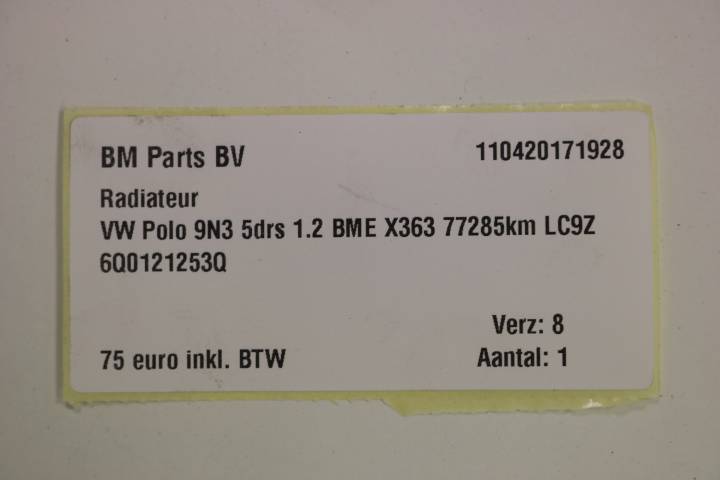 BM Parts BV 110420171928
Radiateur
VW Polo 9N3 5drs 1.2 BME X363 77285km LC9Z
6Q0121253Q
Verz: 8
75 euro inkl. BTW Aantal: 1